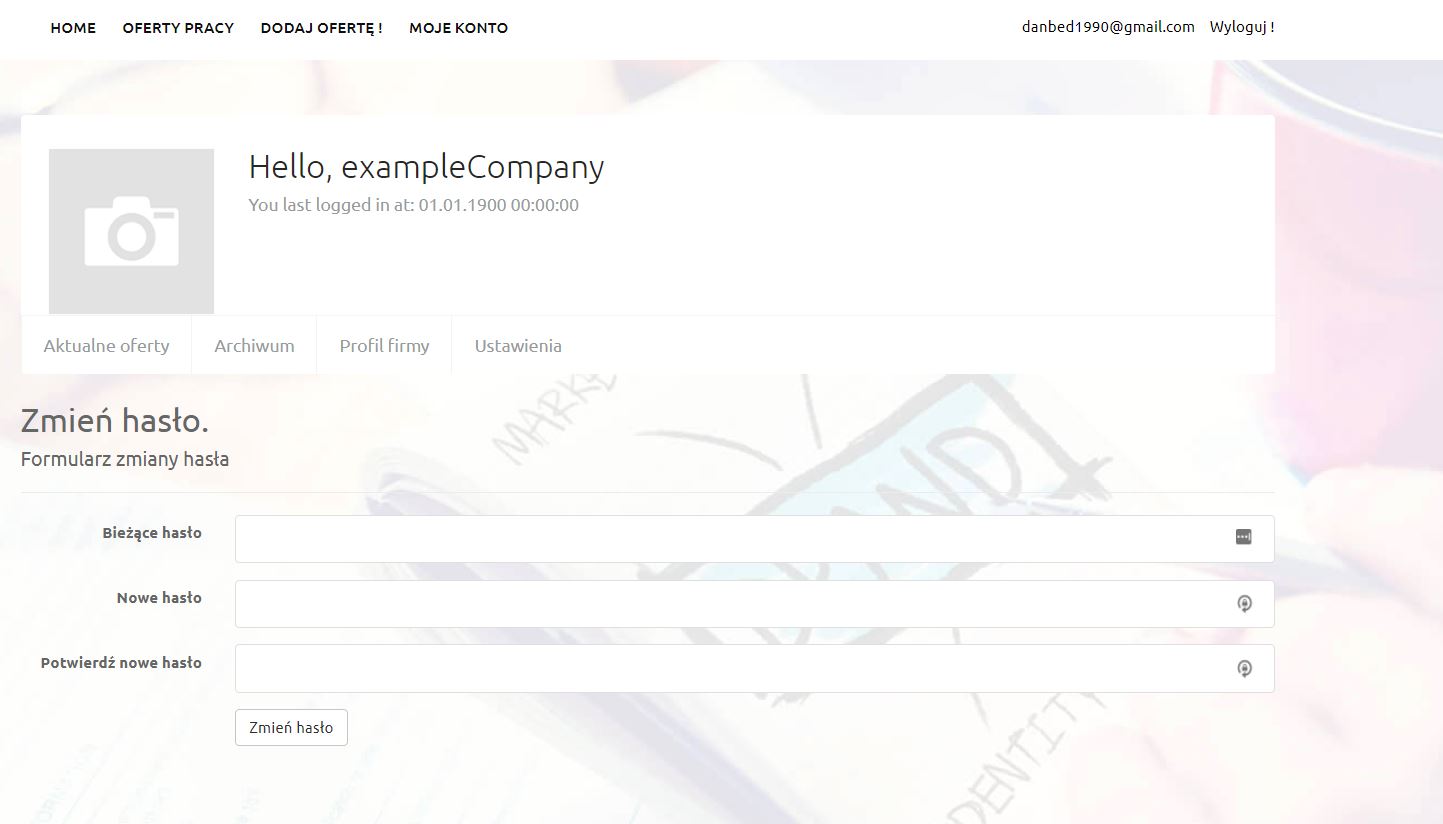 HOME OFERTY PRACY DODAJ OFERTĘ ! MOJE KONTO danbed1990@gmail.com Wyloguj !
Hello, exampleCompany
You last logged in at: 01.01.1900 00:00:00
Aktualne oferty Archiwum Profil firmy Ustawienia
Zmień hasło.
Formularz zmiany hasła
Bieżące hasło
Nowe hasło
Potwierdź nowe hasło
Zmień hasło